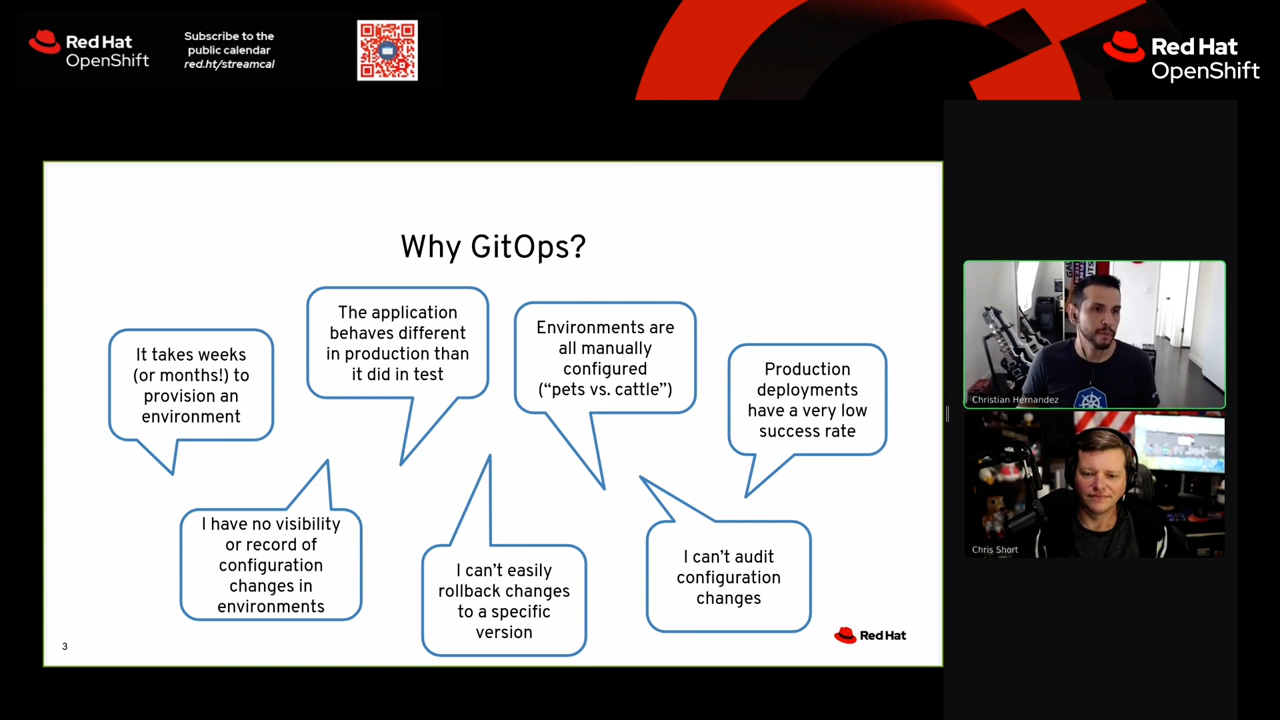 Red Hat
OpenShift
Subscribe to the
public calendar
red.ht/streamcal
Red Hat
OpenShift
Why GitOps?
It takes weeks
(or months!) to
provision an
environment
The application
behaves different
in production than
it did in test
Environments are
all manually
configured
(“pets vs. cattle”)
Production
deployments
have a very low
success rate
I have no visibility
or record of
configuration
changes in
environments
I can’t easily
rollback changes
to a specific
version
I can’t audit
configuration
changes
3
Red Hat
Christian Hernandez
Chris Short